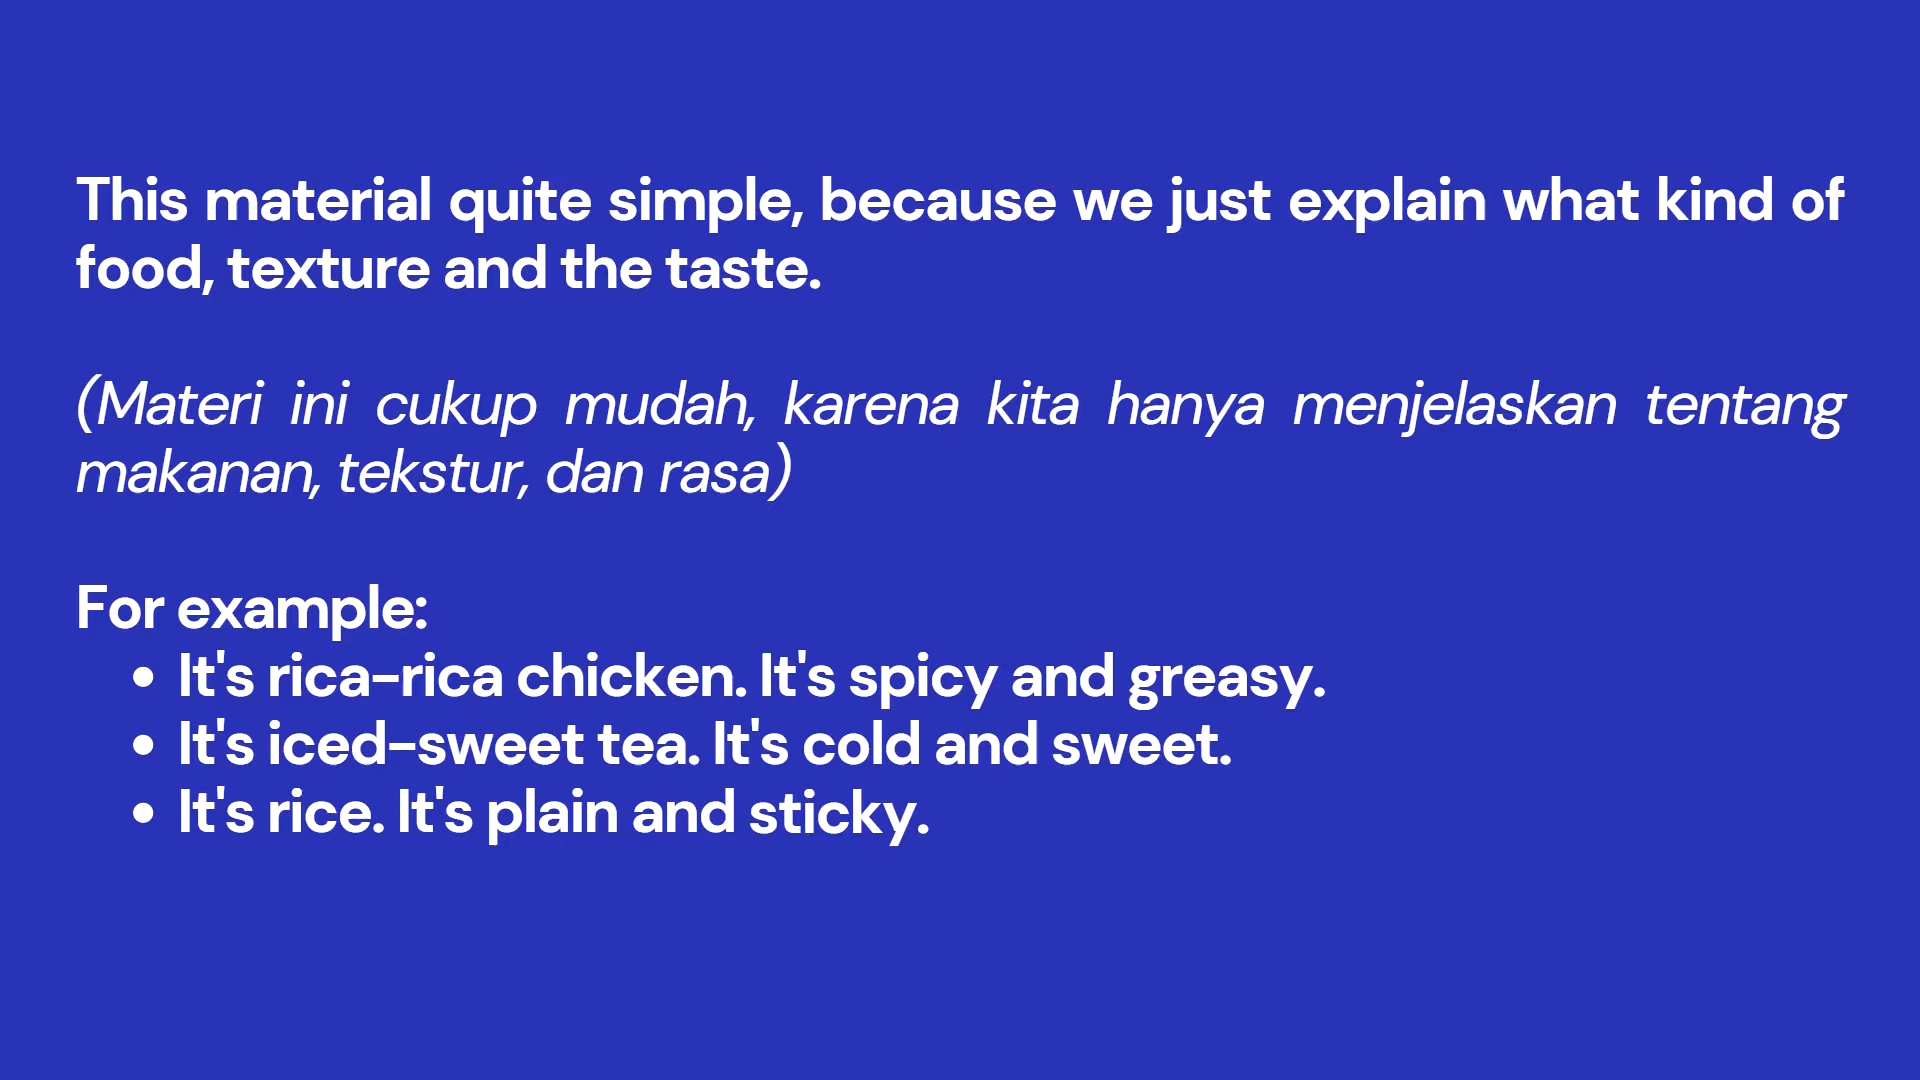 This material quite simple, because we just explain what kind of
food, texture and the taste.
(Materi ini cukup mudah, karena kita hanya menjelaskan tentang
makanan, tekstur, dan rasa)
For example:
• It's rica-rica chicken. It's spicy and greasy.
• It's iced-sweet tea. It's cold and sweet.
• It's rice. It's plain and sticky.